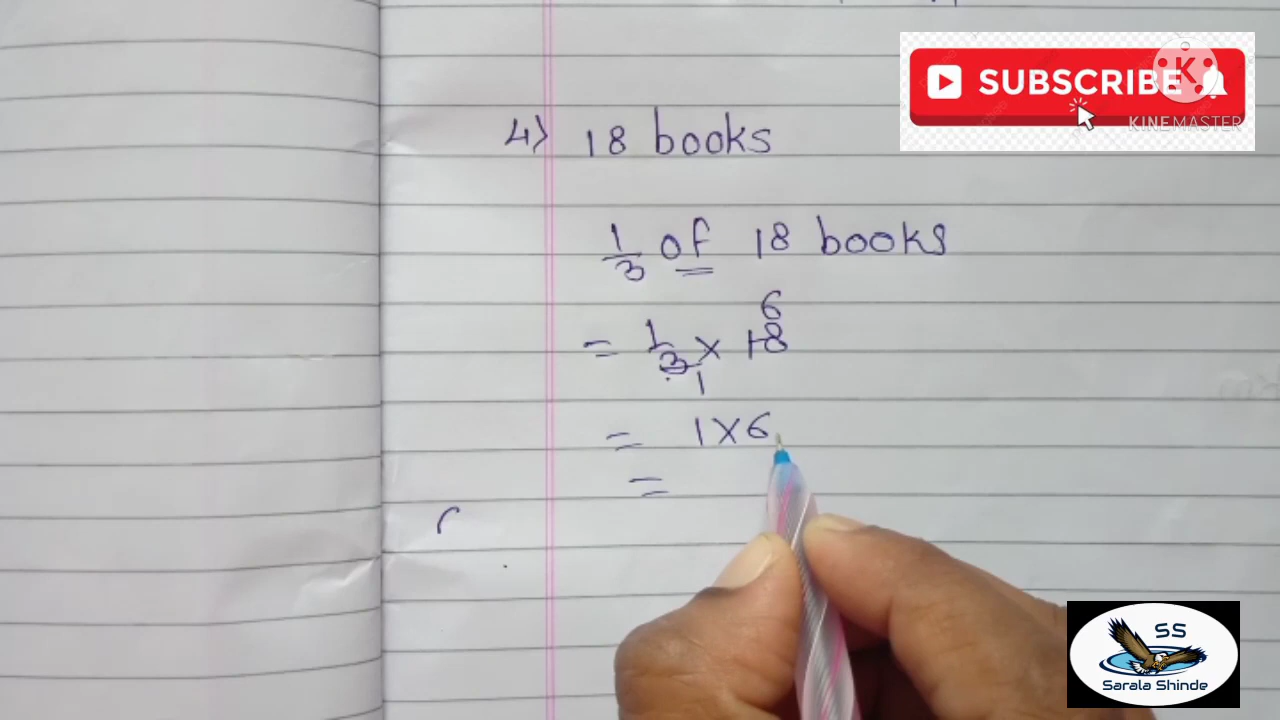 SUBSCRIBE
KINEMASTER
4) 18 books
1/3 of 18 books
6
= 1/3 × 18
1
= 1 × 6
=
SS
Sarala Shinde